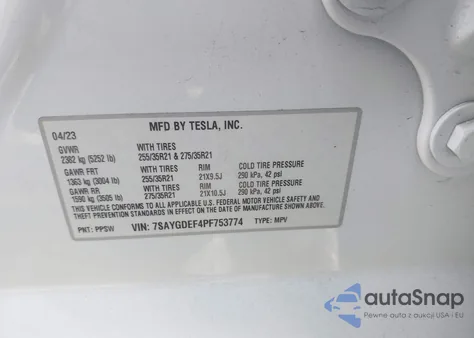 04/23 MFD BY TESLA, INC.
GVWR WITH TIRES
2382 kg (5252 lb) 255/35R21 & 275/35R21
GAWR FRT WITH TIRES RIM COLD TIRE PRESSURE
1363 kg (3004 lb) 255/35R21 21X9.5J 290 kPa, 42 psi
GAWR RR WITH TIRES RIM COLD TIRE PRESSURE
1590 kg (3505 lb) 275/35R21 21X10.5J 290 kPa, 42 psi
THIS VEHICLE CONFORMS TO ALL APPLICABLE U.S. FEDERAL MOTOR VEHICLE SAFETY, BUMPER AND THEFT PREVENTION STANDARDS IN EFFECT ON THE DATE OF MANUFACTURE SHOWN ABOVE.
PNT: PPSW VIN: 7SAYGDEF4PF753774 TYPE: MPV
autoSnap
Pewne auta z aukcji USA i EU